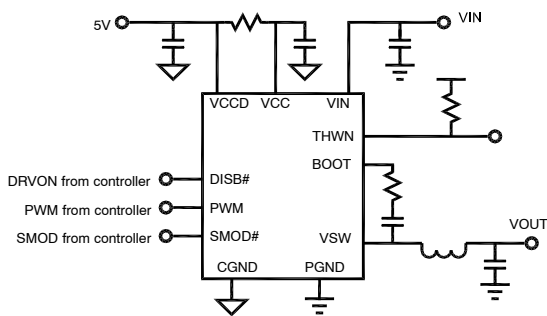 5V
VIN
VCCD VCC VIN
THWN
BOOT
DRVON from controller DISB#
PWM from controller PWM
SMOD from controller SMOD#
VSW
VOUT
CGND PGND